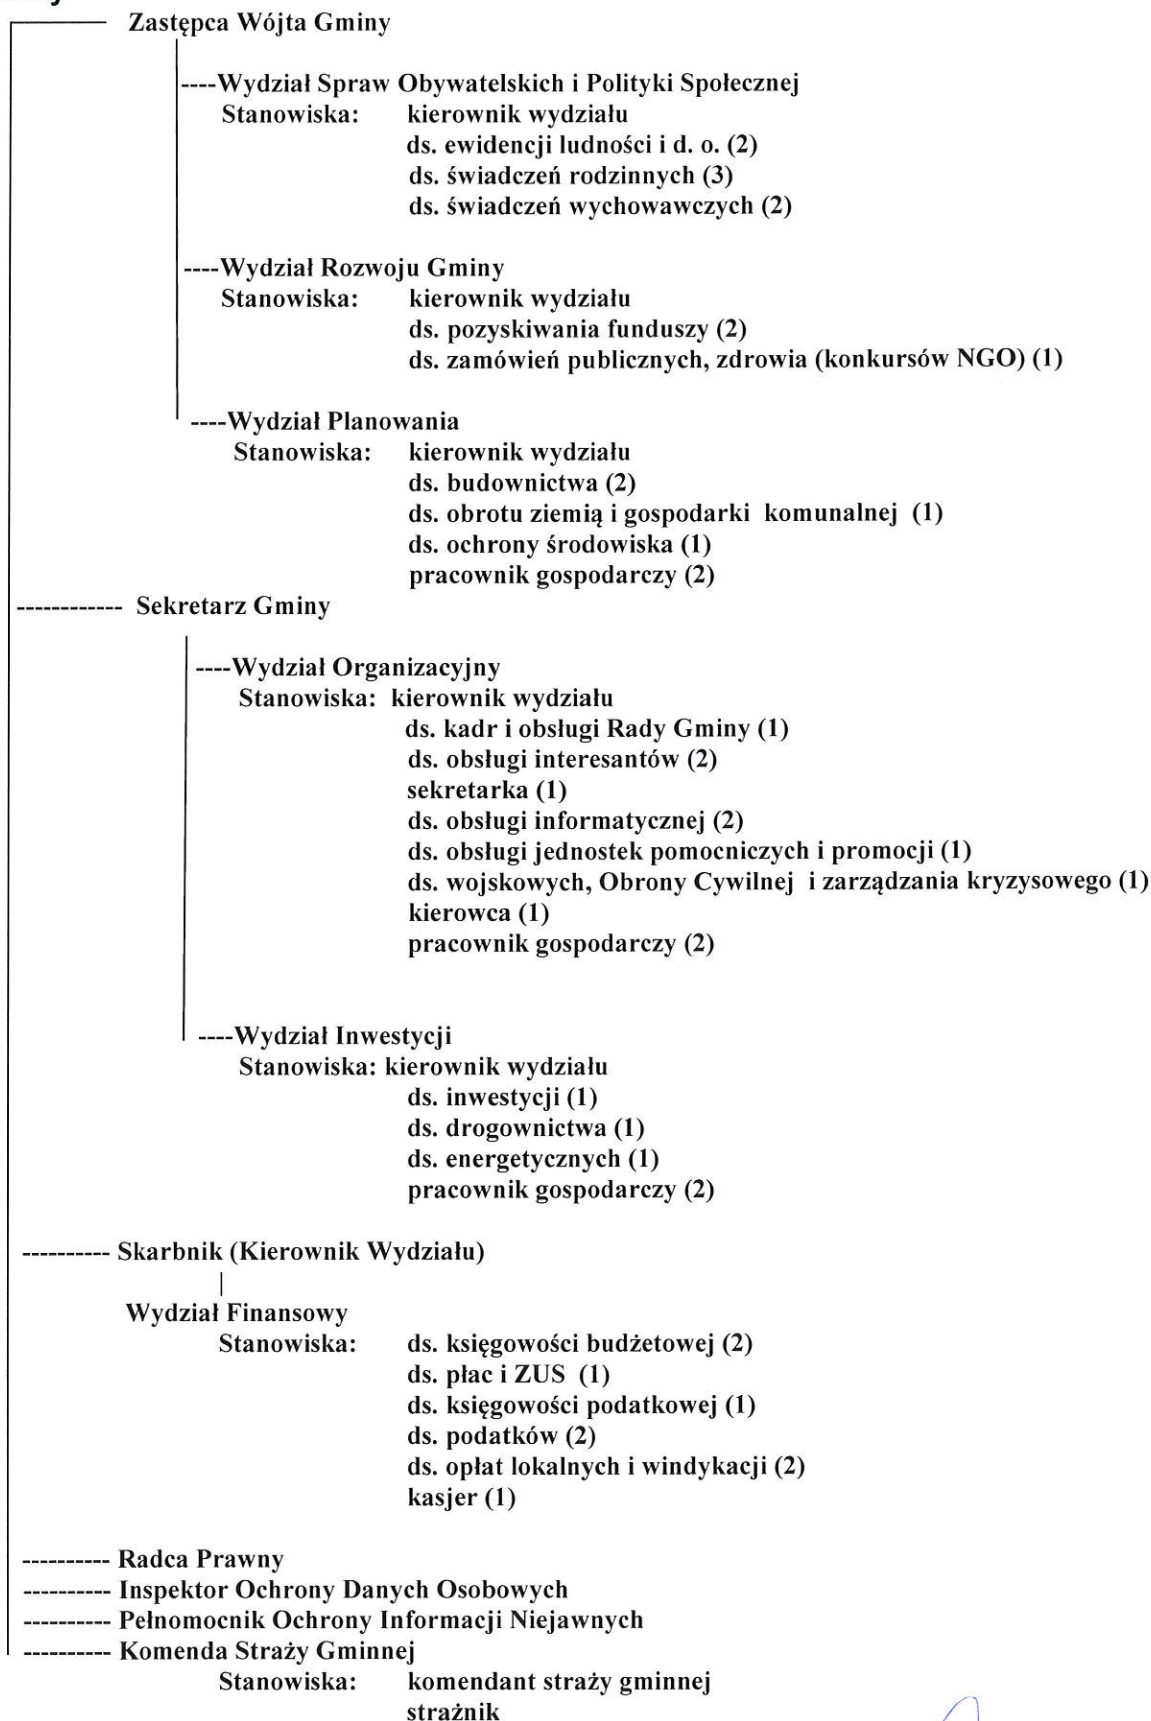 Zastępca Wójta Gminy
----Wydział Spraw Obywatelskich i Polityki Społecznej
Stanowiska: kierownik wydziału
ds. ewidencji ludności i d. o. (2)
ds. świadczeń rodzinnych (3)
ds. świadczeń wychowawczych (2)
----Wydział Rozwoju Gminy
Stanowiska: kierownik wydziału
ds. pozyskiwania funduszy (2)
ds. zamówień publicznych, zdrowia (konkursów NGO) (1)
----Wydział Planowania
Stanowiska: kierownik wydziału
ds. budownictwa (2)
ds. obrotu ziemią i gospodarki komunalnej (1)
ds. ochrony środowiska (1)
pracownik gospodarczy (2)
------------ Sekretarz Gminy
----Wydział Organizacyjny
Stanowiska: kierownik wydziału
ds. kadr i obsługi Rady Gminy (1)
ds. obsługi interesantów (2)
sekretarka (1)
ds. obsługi informatycznej (2)
ds. obsługi jednostek pomocniczych i promocji (1)
ds. wojskowych, Obrony Cywilnej i zarządzania kryzysowego (1)
kierowca (1)
pracownik gospodarczy (2)
----Wydział Inwestycji
Stanowiska: kierownik wydziału
ds. inwestycji (1)
ds. drogownictwa (1)
ds. energetycznych (1)
pracownik gospodarczy (2)
---------- Skarbnik (Kierownik Wydziału)
Wydział Finansowy
Stanowiska: ds. księgowości budżetowej (2)
ds. płac i ZUS (1)
ds. księgowości podatkowej (1)
ds. podatków (2)
ds. opłat lokalnych i windykacji (2)
kasjer (1)
---------- Radca Prawny
---------- Inspektor Ochrony Danych Osobowych
---------- Pełnomocnik Ochrony Informacji Niejawnych
---------- Komenda Straży Gminnej
Stanowiska: komendant straży gminnej
strażnik